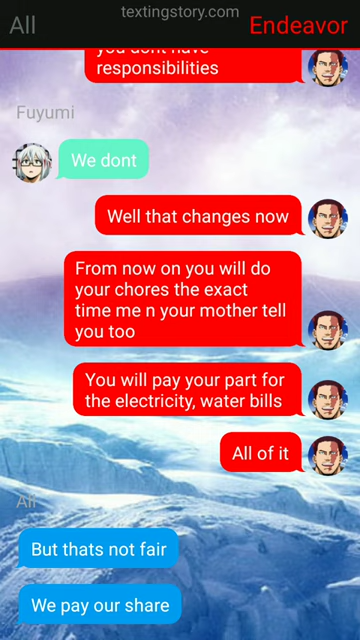 textingstory.com
All
Endeavor
you dont have
responsibilities
Fuyumi
We dont
Well that changes now
From now on you will do
your chores the exact
time me n your mother tell
you too
You will pay your part for
the electricity, water bills
All of it
All
But thats not fair
We pay our share